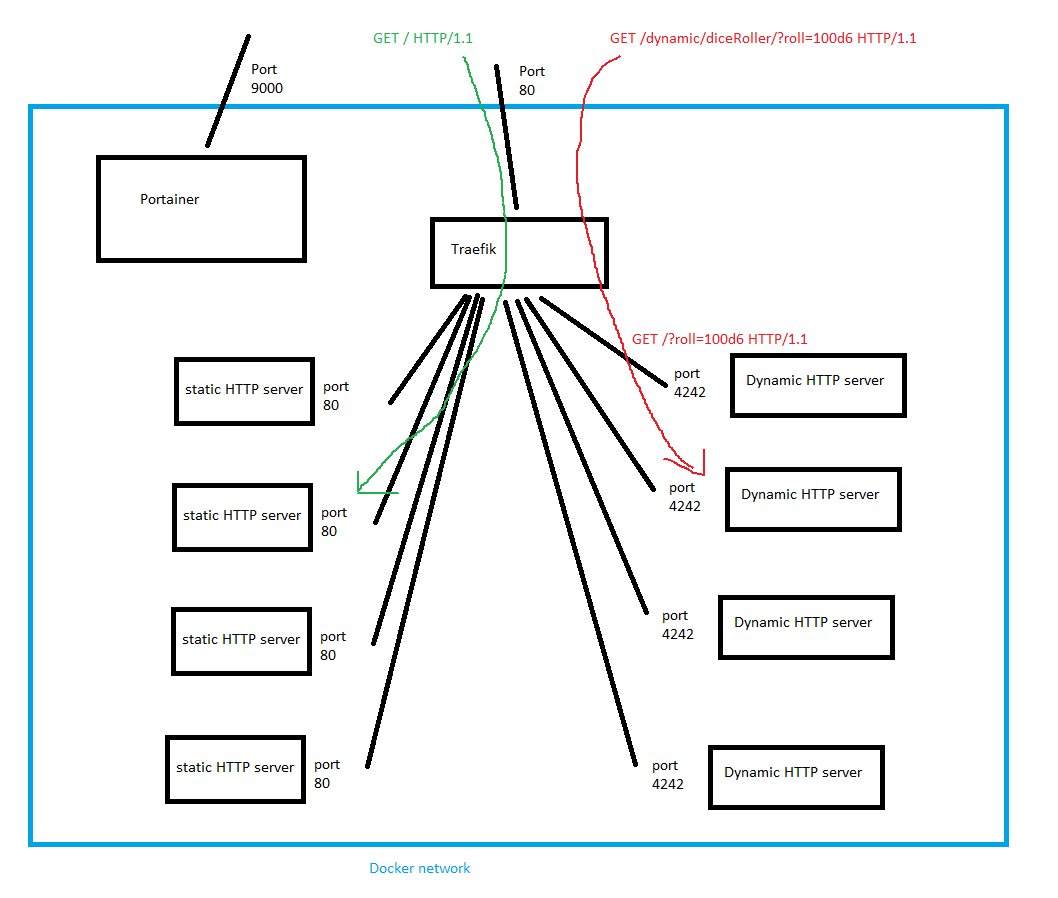 GET / HTTP/1.1
GET /dynamic/diceRoller/?roll=100d6 HTTP/1.1
Port
9000
Port
80
Portainer
Traefik
GET /?roll=100d6 HTTP/1.1
static HTTP server
port
80
port
4242
Dynamic HTTP server
static HTTP server
port
80
port
4242
Dynamic HTTP server
static HTTP server
port
80
port
4242
Dynamic HTTP server
static HTTP server
port
80
port
4242
Dynamic HTTP server
Docker network